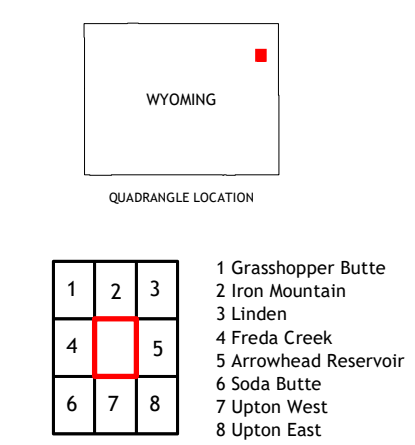 WYOMING
QUADRANGLE LOCATION
1 2 3
4 5
6 7 8
1 Grasshopper Butte
2 Iron Mountain
3 Linden
4 Freda Creek
5 Arrowhead Reservoir
6 Soda Butte
7 Upton West
8 Upton East